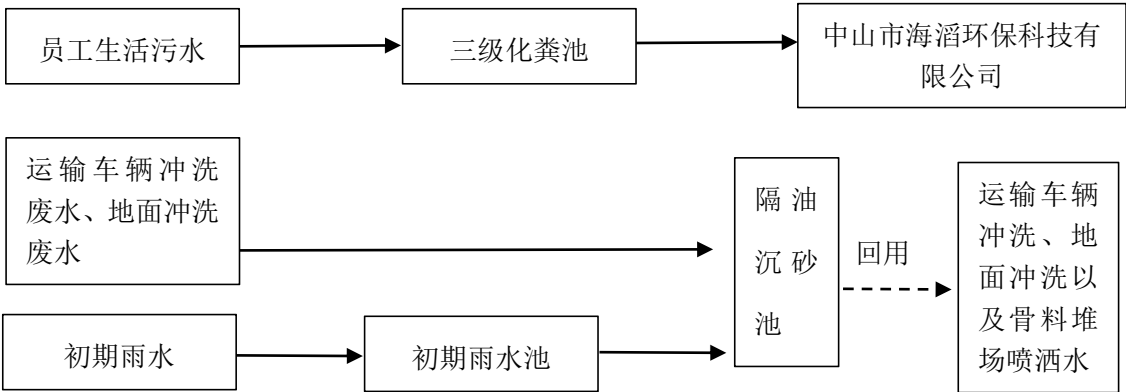 员工生活污水
三级化粪池
中山市海滔环保科技有
限公司
运输车辆冲洗
废水、地面冲洗
废水
隔油
沉砂
池
回用
运输车辆
冲洗、地
面冲洗以
及骨料堆
场喷洒水
初期雨水
初期雨水池